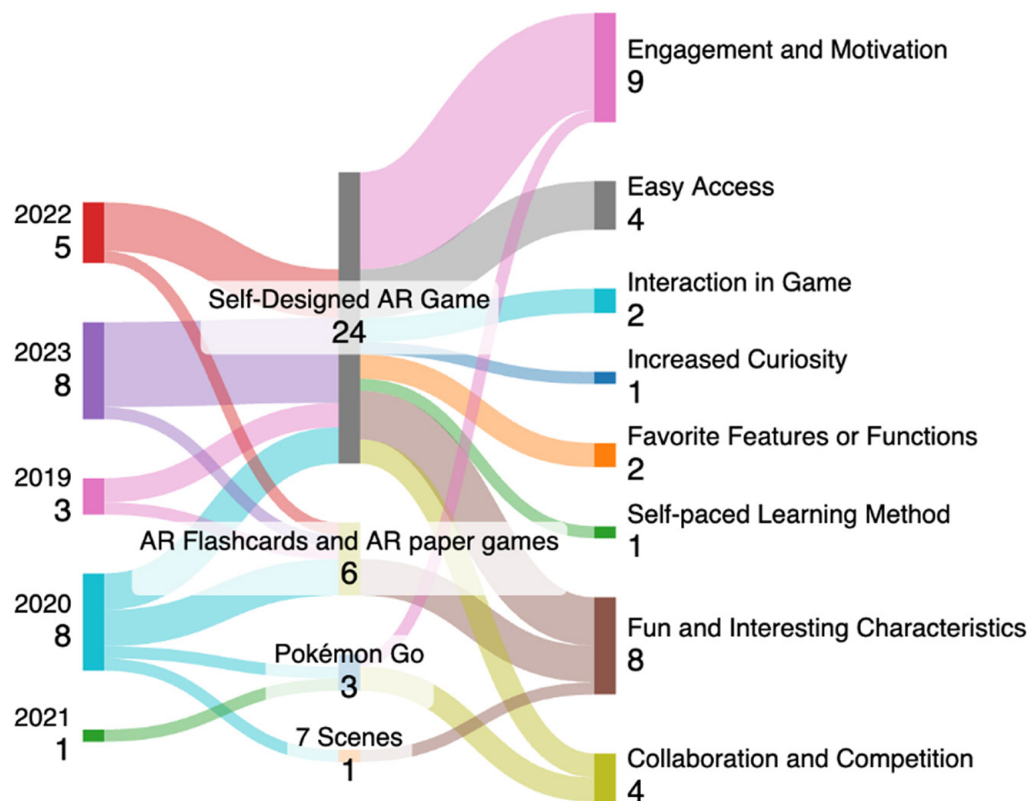 2022
5
2023
8
2019
3
2020
8
2021
1
Self-Designed AR Game
24
AR Flashcards and AR paper games
6
Pokémon Go
3
7 Scenes
1
Engagement and Motivation
9
Easy Access
4
Interaction in Game
2
Increased Curiosity
1
Favorite Features or Functions
2
Self-paced Learning Method
1
Fun and Interesting Characteristics
8
Collaboration and Competition
4